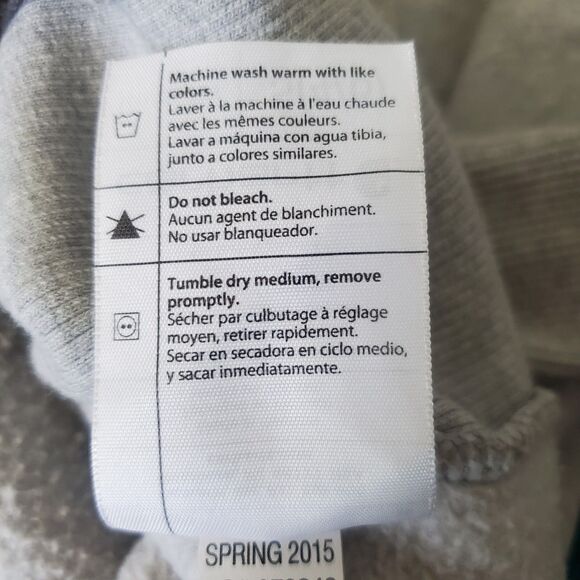 Machine wash warm with like
colors.
Laver à la machine à l'eau chaude
avec les mêmes couleurs.
Lavar a máquina con agua tibia,
junto a colores similares.
Do not bleach.
Aucun agent de blanchiment.
No usar blanqueador.
Tumble dry medium, remove
promptly.
Sécher par culbutage à réglage
moyen, retirer rapidement.
Secar en secadora en ciclo medio,
y sacar inmediatamente.
SPRING 2015